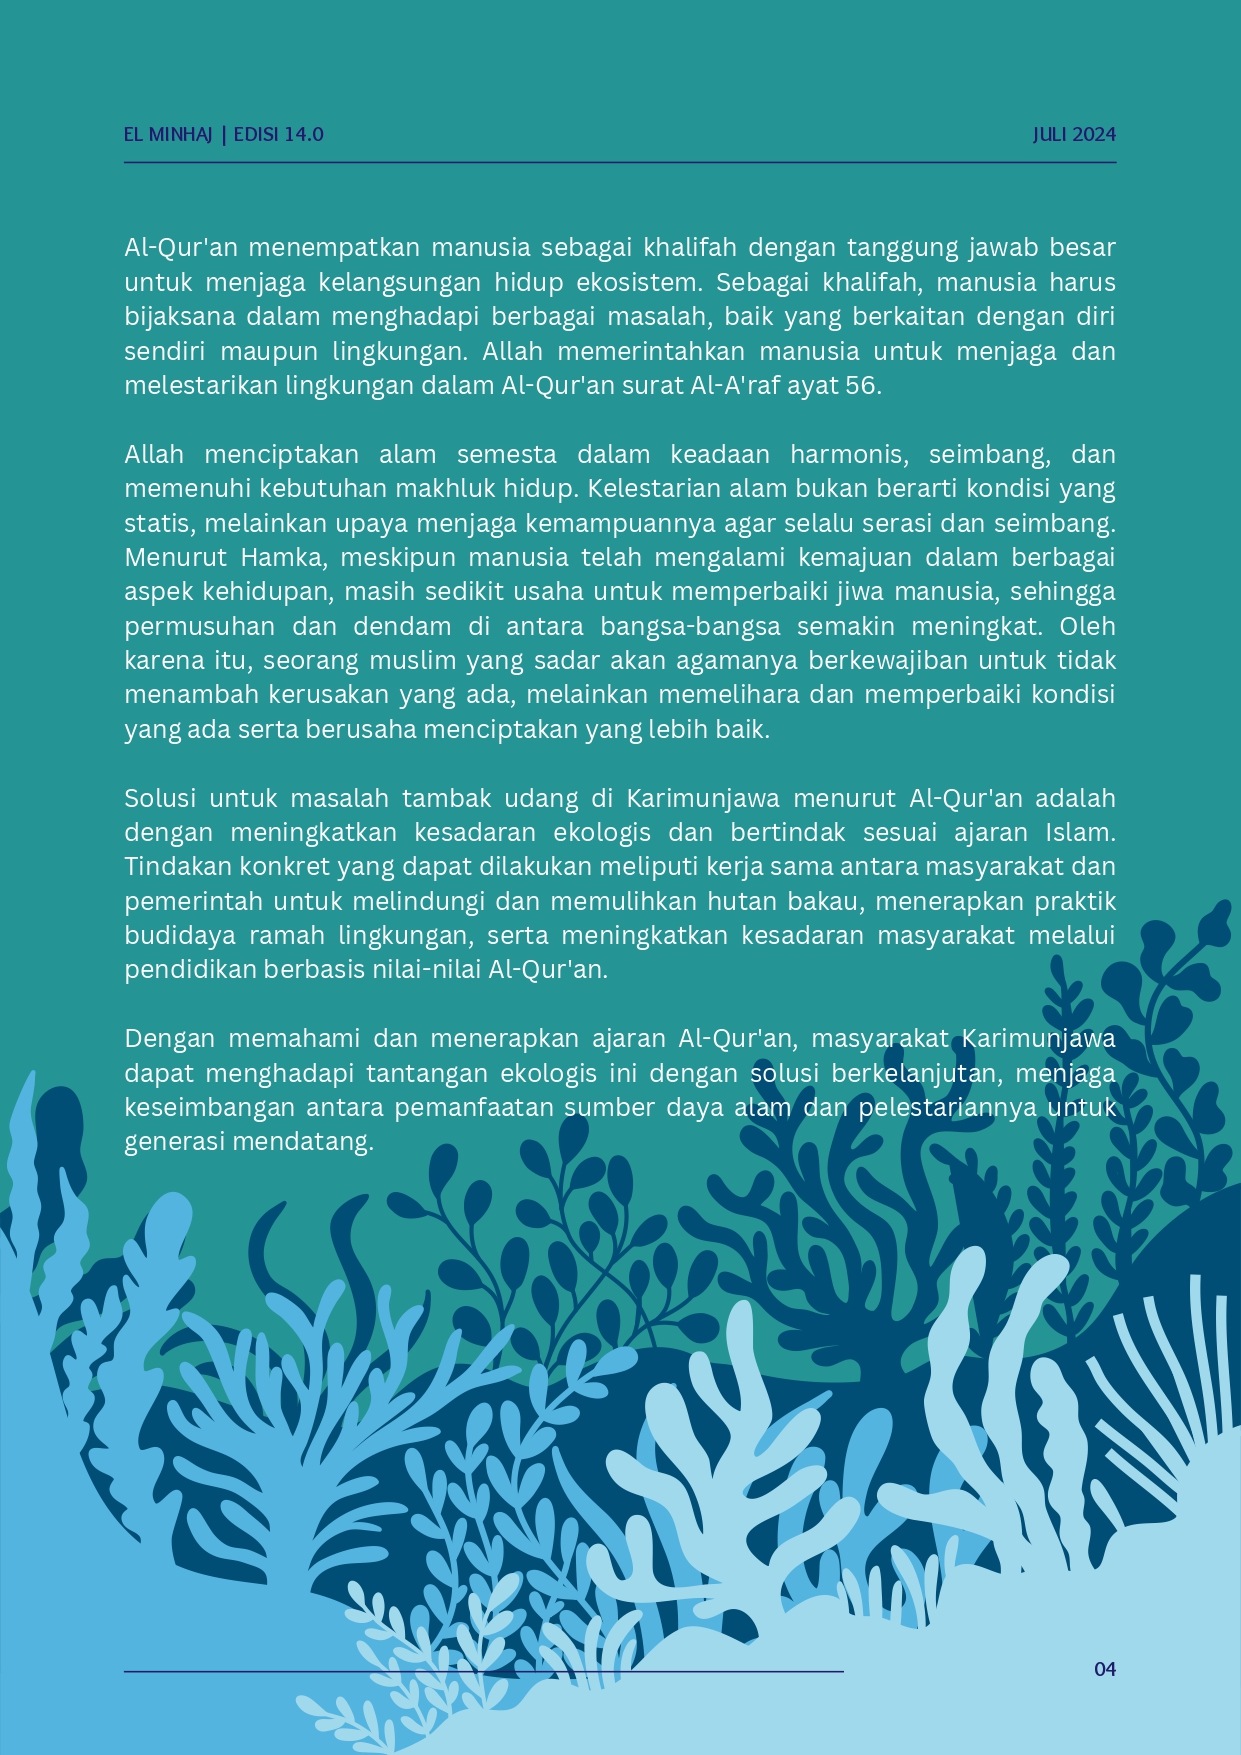 EL MINHAJ | EDISI 14.0
JULI 2024
Al-Qur'an menempatkan manusia sebagai khalifah dengan tanggung jawab besar
untuk menjaga kelangsungan hidup ekosistem. Sebagai khalifah, manusia harus
bijaksana dalam menghadapi berbagai masalah, baik yang berkaitan dengan diri
sendiri maupun lingkungan. Allah memerintahkan manusia untuk menjaga dan
melestarikan lingkungan dalam Al-Qur'an surat Al-A'raf ayat 56.
Allah menciptakan alam semesta dalam keadaan harmonis, seimbang, dan
memenuhi kebutuhan makhluk hidup. Kelestarian alam bukan berarti kondisi yang
statis, melainkan upaya menjaga kemampuannya agar selalu serasi dan seimbang.
Menurut Hamka, meskipun manusia telah mengalami kemajuan dalam berbagai
aspek kehidupan, masih sedikit usaha untuk memperbaiki jiwa manusia, sehingga
permusuhan dan dendam di antara bangsa-bangsa semakin meningkat. Oleh
karena itu, seorang muslim yang sadar akan agamanya berkewajiban untuk tidak
menambah kerusakan yang ada, melainkan memelihara dan memperbaiki kondisi
yang ada serta berusaha menciptakan yang lebih baik.
Solusi untuk masalah tambak udang di Karimunjawa menurut Al-Qur'an adalah
dengan meningkatkan kesadaran ekologis dan bertindak sesuai ajaran Islam.
Tindakan konkret yang dapat dilakukan meliputi kerja sama antara masyarakat dan
pemerintah untuk melindungi dan memulihkan hutan bakau, menerapkan praktik
budidaya ramah lingkungan, serta meningkatkan kesadaran masyarakat melalui
pendidikan berbasis nilai-nilai Al-Qur'an.
Dengan memahami dan menerapkan ajaran Al-Qur'an, masyarakat Karimunjawa
dapat menghadapi tantangan ekologis ini dengan solusi berkelanjutan, menjaga
keseimbangan antara pemanfaatan sumber daya alam dan pelestariannya untuk
generasi mendatang.
04